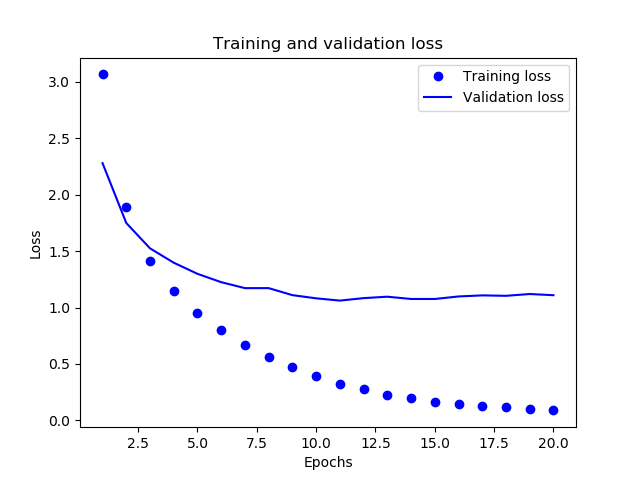 Training and validation loss
Training loss
Validation loss
3.0
2.5
2.0
1.5
1.0
0.5
0.0
Loss
2.5 5.0 7.5 10.0 12.5 15.0 17.5 20.0
Epochs